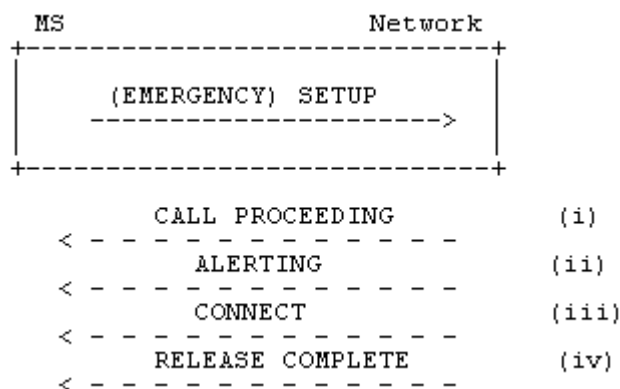 MS Network
(EMERGENCY) SETUP
CALL PROCEEDING (i)
ALERTING (ii)
CONNECT (iii)
RELEASE COMPLETE (iv)